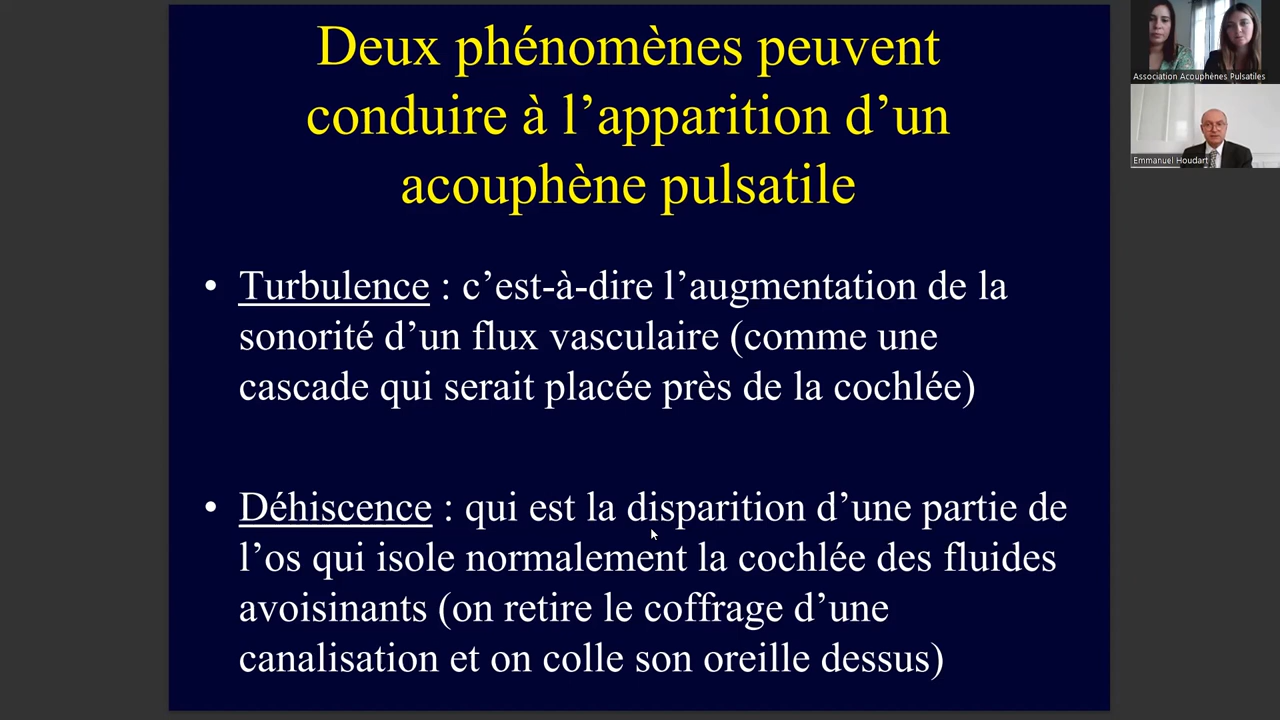 Deux phénomènes peuvent
conduire à l’apparition d’un
acouphène pulsatile
• Turbulence : c’est-à-dire l’augmentation de la
sonorité d’un flux vasculaire (comme une
cascade qui serait placée près de la cochlée)
• Déhiscence : qui est la disparition d’une partie de
l’os qui isole normalement la cochlée des fluides
avoisinants (on retire le coffrage d’une
canalisation et on colle son oreille dessus)
Association Acouphènes Pulsatiles
Emmanuel Houdart